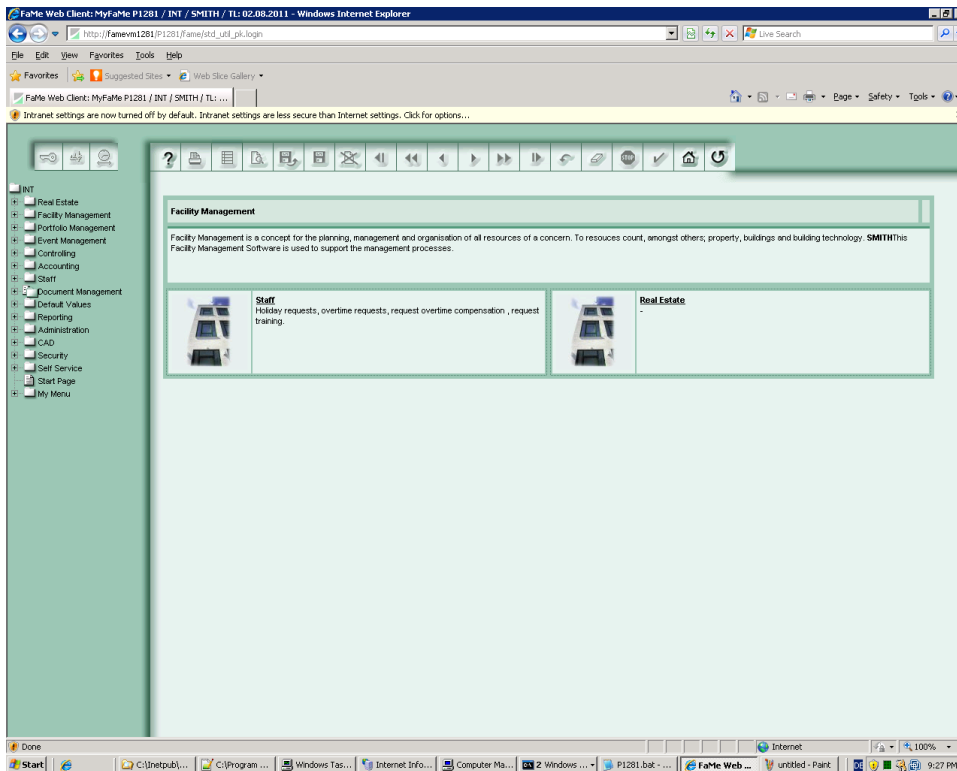 FaMe Web Client: MyFaMe P1281 / INT / SMITH / TL: 02.08.2011 - Windows Internet Explorer
http://famevm1281/P1281/fame/std_util_pk.login
Live Search
File Edit View Favorites Tools Help
Favorites Suggested Sites Web Slice Gallery
FaMe Web Client: MyFaMe P1281 / INT / SMITH / TL: ...
Page Safety Tools
Intranet settings are now turned off by default. Intranet settings are less secure than Internet settings. Click for options...
STOP
INT
Real Estate
Facility Management
Portfolio Management
Event Management
Controlling
Accounting
Staff
Document Management
Default Values
Reporting
Administration
CAD
Security
Self Service
Start Page
My Menu
Facility Management
Facility Management is a concept for the planning, management and organisation of all resources of a concern. To resouces count, amongst others; property, buildings and building technology. SMITHThis
Facility Management Software is used to support the management processes.
Staff
Holiday requests, overtime requests, request overtime compensation , request
training.
Real Estate
-
Done
Internet
100%
Start
C:\Inetpub\...
C:\Program ...
Windows Tas...
Internet Info...
Computer Ma...
2 Windows ...
P1281.bat - ...
FaMe Web ...
untitled - Paint
DE
9:27 PM